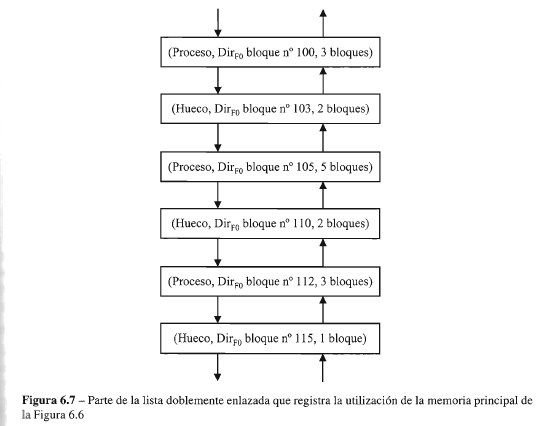 (Proceso, Dir_F0 bloque nº 100, 3 bloques)
(Hueco, Dir_F0 bloque nº 103, 2 bloques)
(Proceso, Dir_F0 bloque nº 105, 5 bloques)
(Hueco, Dir_F0 bloque nº 110, 2 bloques)
(Proceso, Dir_F0 bloque nº 112, 3 bloques)
(Hueco, Dir_F0 bloque nº 115, 1 bloque)
Figura 6.7 – Parte de la lista doblemente enlazada que registra la utilización de la memoria principal de
la Figura 6.6